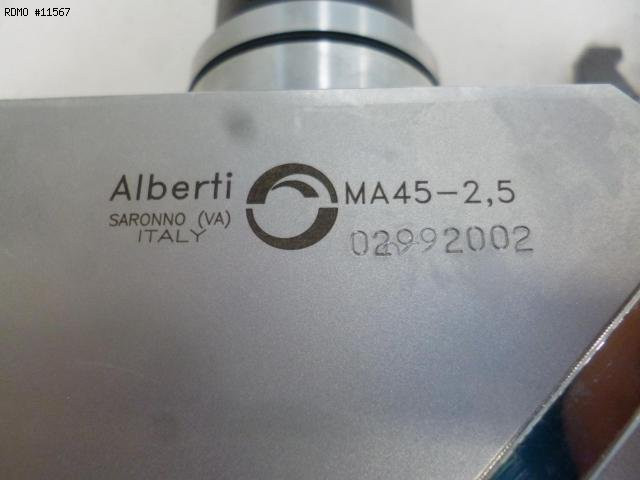 RDMO #11567
Alberti
SARONNO (VA)
ITALY
MA45-2,5
02992002